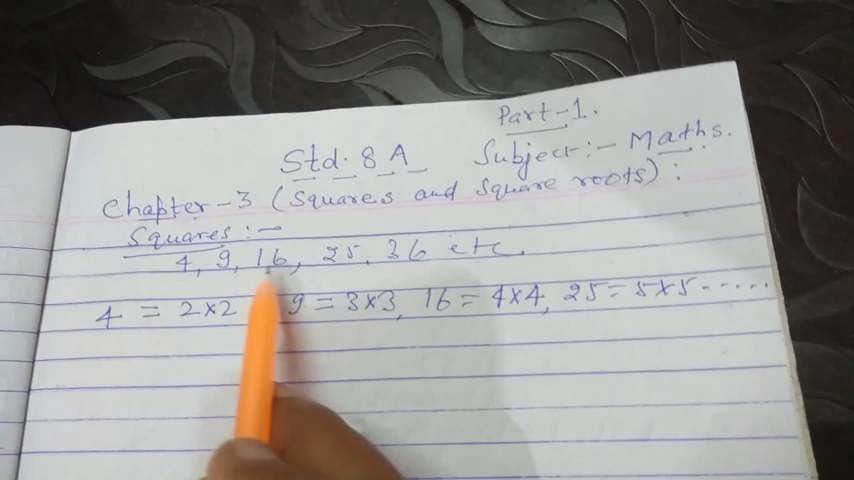 Part-1.
Std. 8 A Subject:- Maths.
Chapter-3 (Squares and Square roots):
Squares:-
4, 9, 16, 25, 36 etc.
4 = 2×2 9 = 3×3, 16 = 4×4, 25 = 5×5......